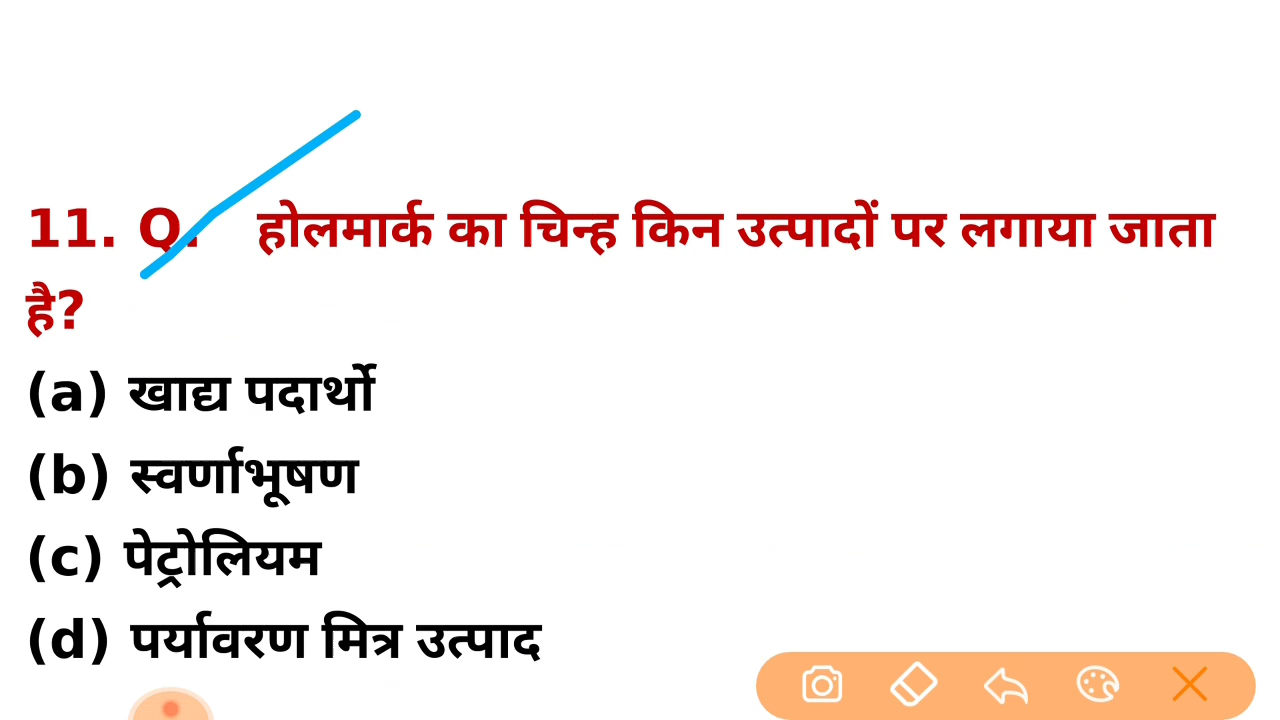 11. Q. होलमार्क का चिन्ह किन उत्पादों पर लगाया जाता
है?
(a) खाद्य पदार्थो
(b) स्वर्णाभूषण
(c) पेट्रोलियम
(d) पर्यावरण मित्र उत्पाद